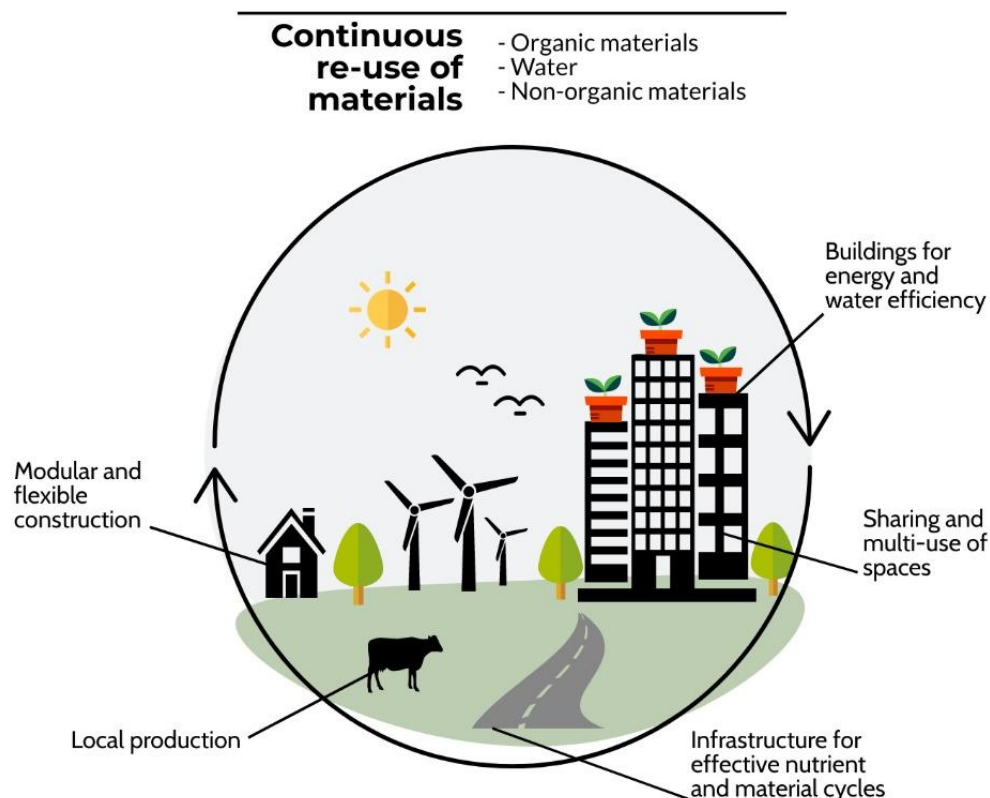 Continuous
re-use of
materials
- Organic materials
- Water
- Non-organic materials
Buildings for
energy and
water efficiency
Modular and
flexible
construction
Sharing and
multi-use of
spaces
Local production
Infrastructure for
effective nutrient
and material cycles